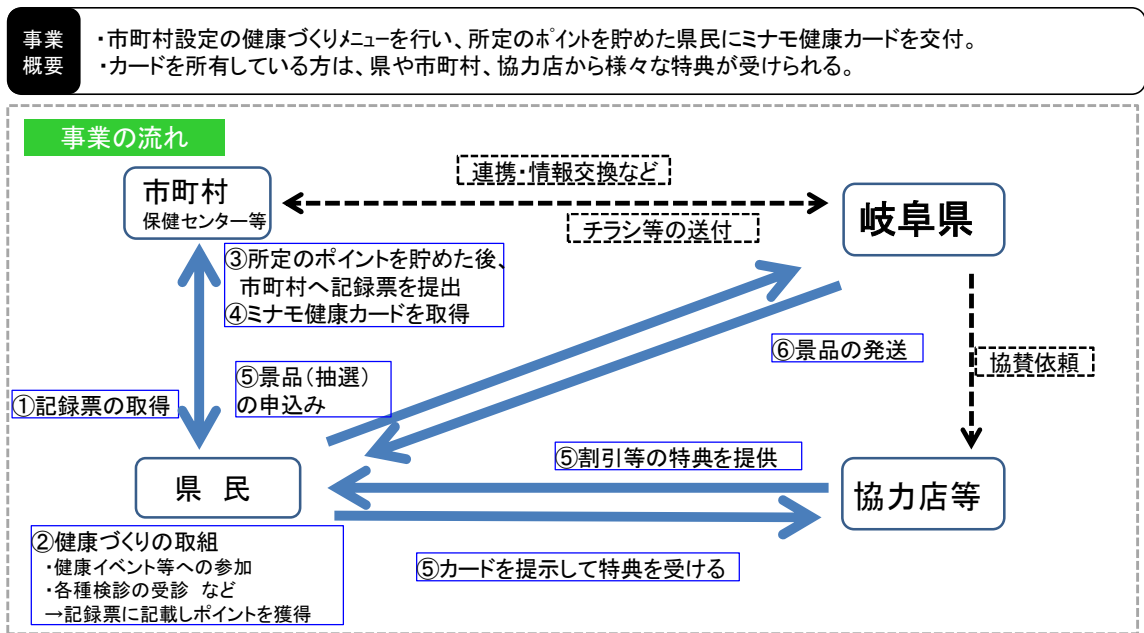 事業
概要
・市町村設定の健康づくりメニューを行い、所定のポイントを貯めた県民にミナモ健康カードを交付。
・カードを所有している方は、県や市町村、協力店から様々な特典が受けられる。
事業の流れ
市町村
保健センター等
連携・情報交換など
チラシ等の送付
岐阜県
③所定のポイントを貯めた後、
市町村へ記録票を提出
④ミナモ健康カードを取得
⑥景品の発送
協賛依頼
⑤景品(抽選)
の申込み
①記録票の取得
⑤割引等の特典を提供
県 民
協力店等
②健康づくりの取組
・健康イベント等への参加
・各種検診の受診 など
→記録票に記載しポイントを獲得
⑤カードを提示して特典を受ける